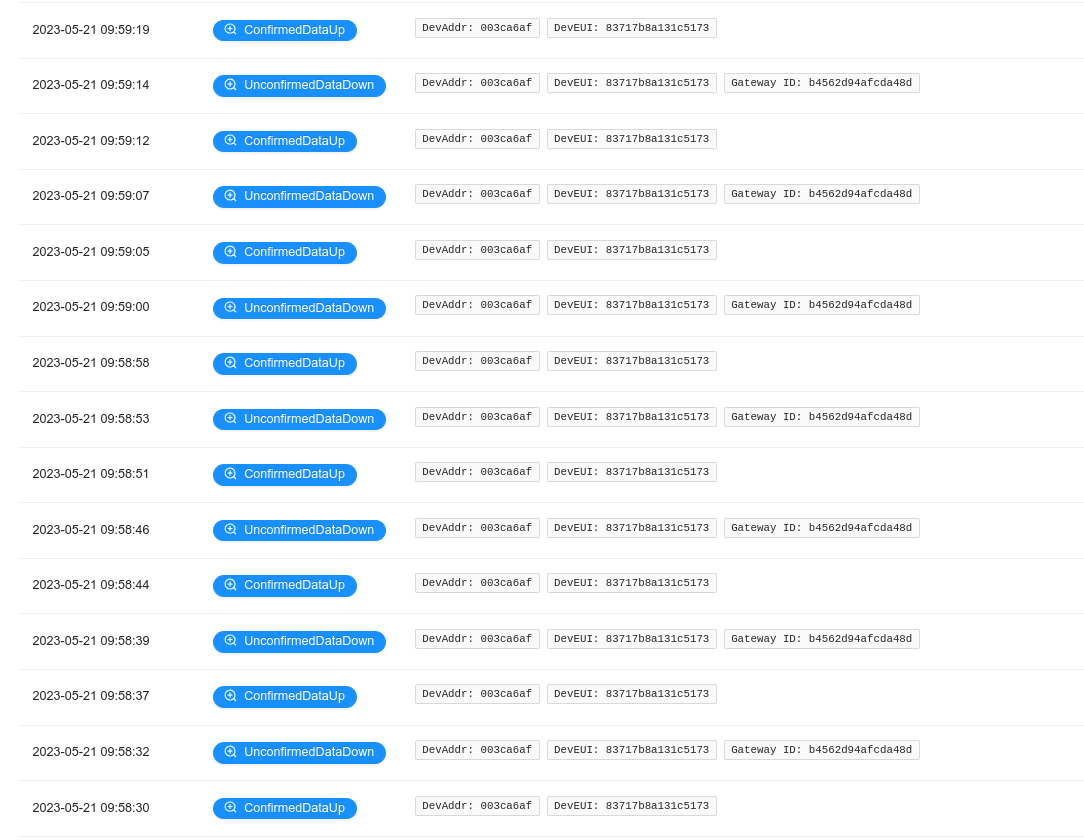 2023-05-21 09:59:19 ConfirmedDataUp DevAddr: 003ca6af DevEUI: 83717b8a131c5173
2023-05-21 09:59:14 UnconfirmedDataDown DevAddr: 003ca6af DevEUI: 83717b8a131c5173 Gateway ID: b4562d94afcda48d
2023-05-21 09:59:12 ConfirmedDataUp DevAddr: 003ca6af DevEUI: 83717b8a131c5173
2023-05-21 09:59:07 UnconfirmedDataDown DevAddr: 003ca6af DevEUI: 83717b8a131c5173 Gateway ID: b4562d94afcda48d
2023-05-21 09:59:05 ConfirmedDataUp DevAddr: 003ca6af DevEUI: 83717b8a131c5173
2023-05-21 09:59:00 UnconfirmedDataDown DevAddr: 003ca6af DevEUI: 83717b8a131c5173 Gateway ID: b4562d94afcda48d
2023-05-21 09:58:58 ConfirmedDataUp DevAddr: 003ca6af DevEUI: 83717b8a131c5173
2023-05-21 09:58:53 UnconfirmedDataDown DevAddr: 003ca6af DevEUI: 83717b8a131c5173 Gateway ID: b4562d94afcda48d
2023-05-21 09:58:51 ConfirmedDataUp DevAddr: 003ca6af DevEUI: 83717b8a131c5173
2023-05-21 09:58:46 UnconfirmedDataDown DevAddr: 003ca6af DevEUI: 83717b8a131c5173 Gateway ID: b4562d94afcda48d
2023-05-21 09:58:44 ConfirmedDataUp DevAddr: 003ca6af DevEUI: 83717b8a131c5173
2023-05-21 09:58:39 UnconfirmedDataDown DevAddr: 003ca6af DevEUI: 83717b8a131c5173 Gateway ID: b4562d94afcda48d
2023-05-21 09:58:37 ConfirmedDataUp DevAddr: 003ca6af DevEUI: 83717b8a131c5173
2023-05-21 09:58:32 UnconfirmedDataDown DevAddr: 003ca6af DevEUI: 83717b8a131c5173 Gateway ID: b4562d94afcda48d
2023-05-21 09:58:30 ConfirmedDataUp DevAddr: 003ca6af DevEUI: 83717b8a131c5173